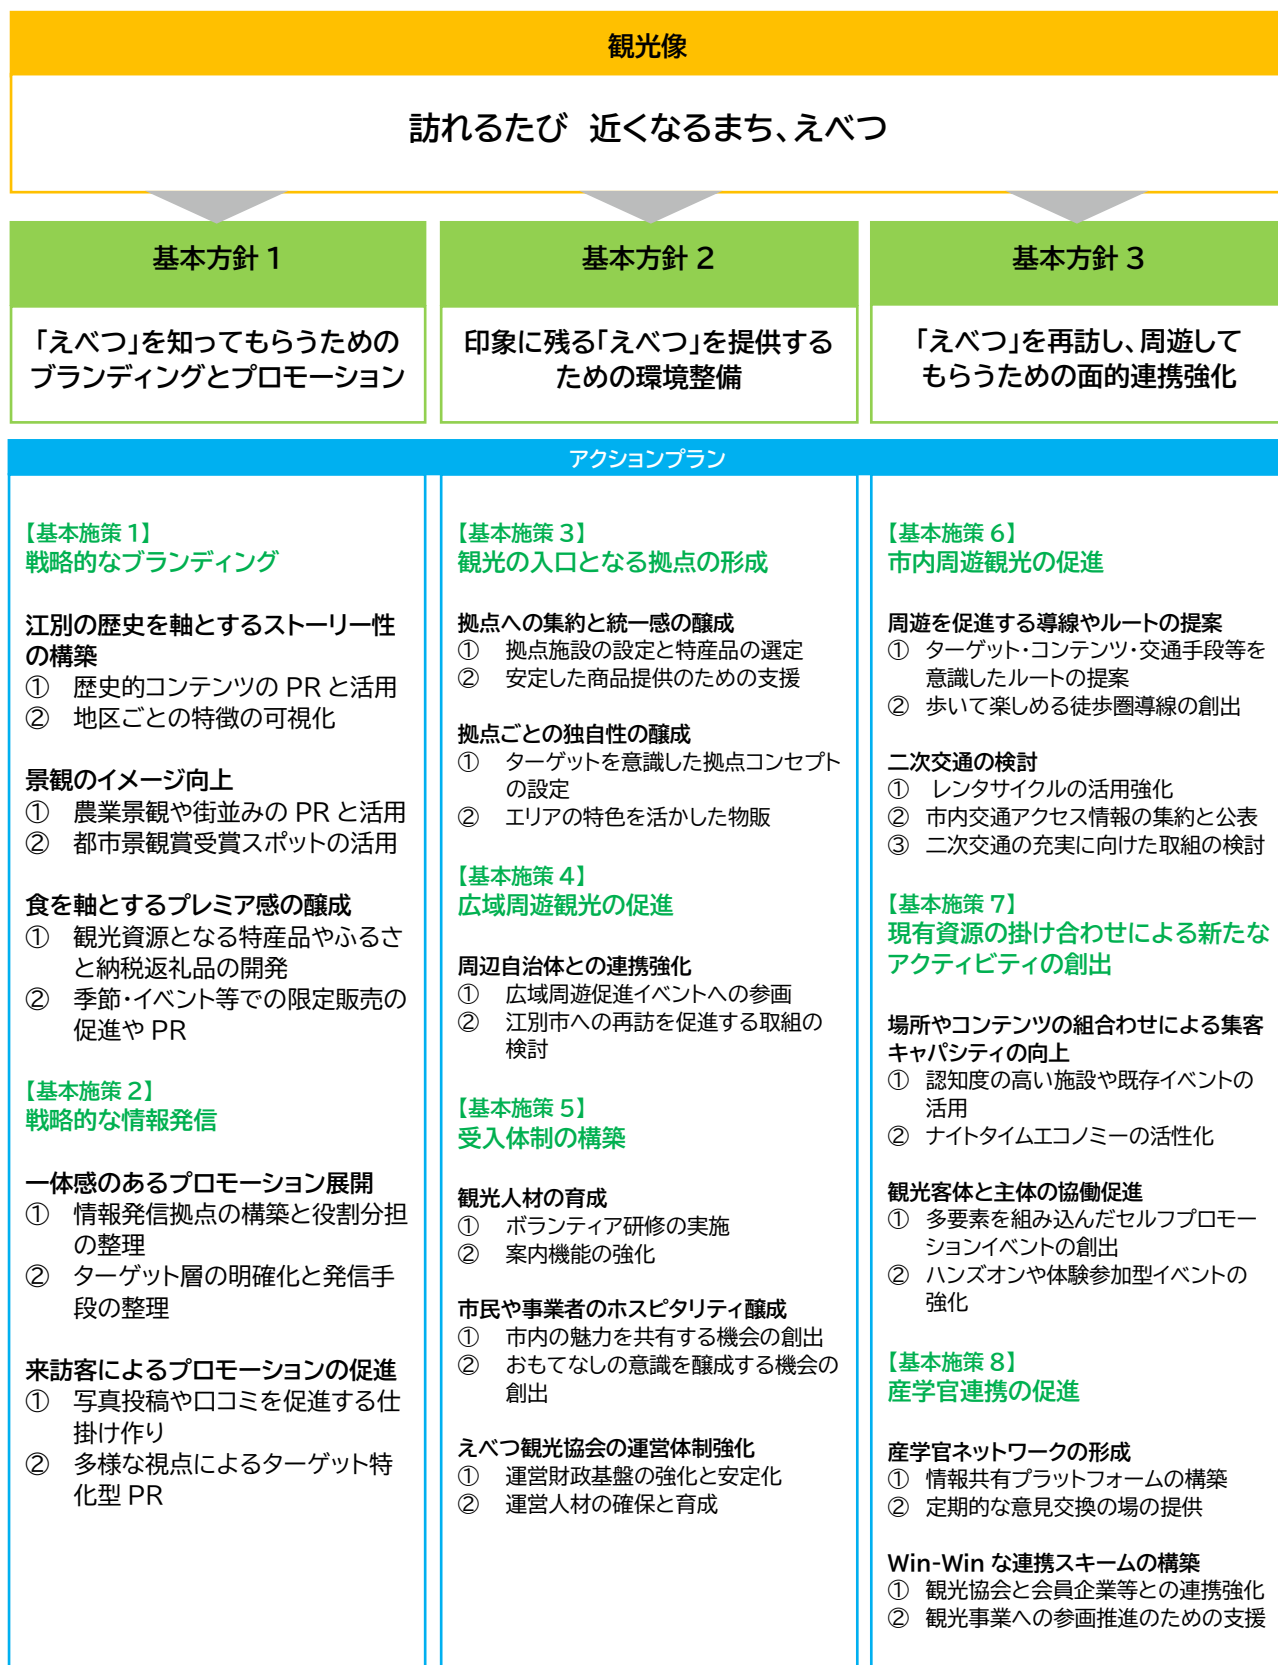 観光像
訪れるたび 近くなるまち、えべつ
基本方針 1
「えべつ」を知ってもらうための
ブランディングとプロモーション
基本方針 2
印象に残る「えべつ」を提供する
ための環境整備
基本方針 3
「えべつ」を再訪し、周遊して
もらうための面的連携強化
アクションプラン
【基本施策 1】
戦略的なブランディング
江別の歴史を軸とするストーリー性
の構築
① 歴史的コンテンツの PR と活用
② 地区ごとの特徴の可視化
景観のイメージ向上
① 農業景観や街並みの PR と活用
② 都市景観賞受賞スポットの活用
食を軸とするプレミア感の醸成
① 観光資源となる特産品やふるさ
と納税返礼品の開発
② 季節・イベント等での限定販売の
促進や PR
【基本施策 2】
戦略的な情報発信
一体感のあるプロモーション展開
① 情報発信拠点の構築と役割分担
の整理
② ターゲット層の明確化と発信手
段の整理
来訪客によるプロモーションの促進
① 写真投稿や口コミを促進する仕
掛け作り
② 多様な視点によるターゲット特
化型 PR
【基本施策 3】
観光の入口となる拠点の形成
拠点への集約と統一感の醸成
① 拠点施設の設定と特産品の選定
② 安定した商品提供のための支援
拠点ごとの独自性の醸成
① ターゲットを意識した拠点コンセプト
の設定
② エリアの特色を活かした物販
【基本施策 4】
広域周遊観光の促進
周辺自治体との連携強化
① 広域周遊促進イベントへの参画
② 江別市への再訪を促進する取組の
検討
【基本施策 5】
受入体制の構築
観光人材の育成
① ボランティア研修の実施
② 案内機能の強化
市民や事業者のホスピタリティ醸成
① 市内の魅力を共有する機会の創出
② おもてなしの意識を醸成する機会の
創出
えべつ観光協会の運営体制強化
① 運営財政基盤の強化と安定化
② 運営人材の確保と育成
【基本施策 6】
市内周遊観光の促進
周遊を促進する導線やルートの提案
① ターゲット・コンテンツ・交通手段等を
意識したルートの提案
② 歩いて楽しめる徒歩圏導線の創出
二次交通の検討
① レンタサイクルの活用強化
② 市内交通アクセス情報の集約と公表
③ 二次交通の充実に向けた取組の検討
【基本施策 7】
現有資源の掛け合わせによる新たな
アクティビティの創出
場所やコンテンツの組合わせによる集客
キャパシティの向上
① 認知度の高い施設や既存イベントの
活用
② ナイトタイムエコノミーの活性化
観光客体と主体の協働促進
① 多要素を組み込んだセルフプロモー
ションイベントの創出
② ハンズオンや体験参加型イベントの
強化
【基本施策 8】
産学官連携の促進
産学官ネットワークの形成
① 情報共有プラットフォームの構築
② 定期的な意見交換の場の提供
Win-Win な連携スキームの構築
① 観光協会と会員企業等との連携強化
② 観光事業への参画推進のための支援